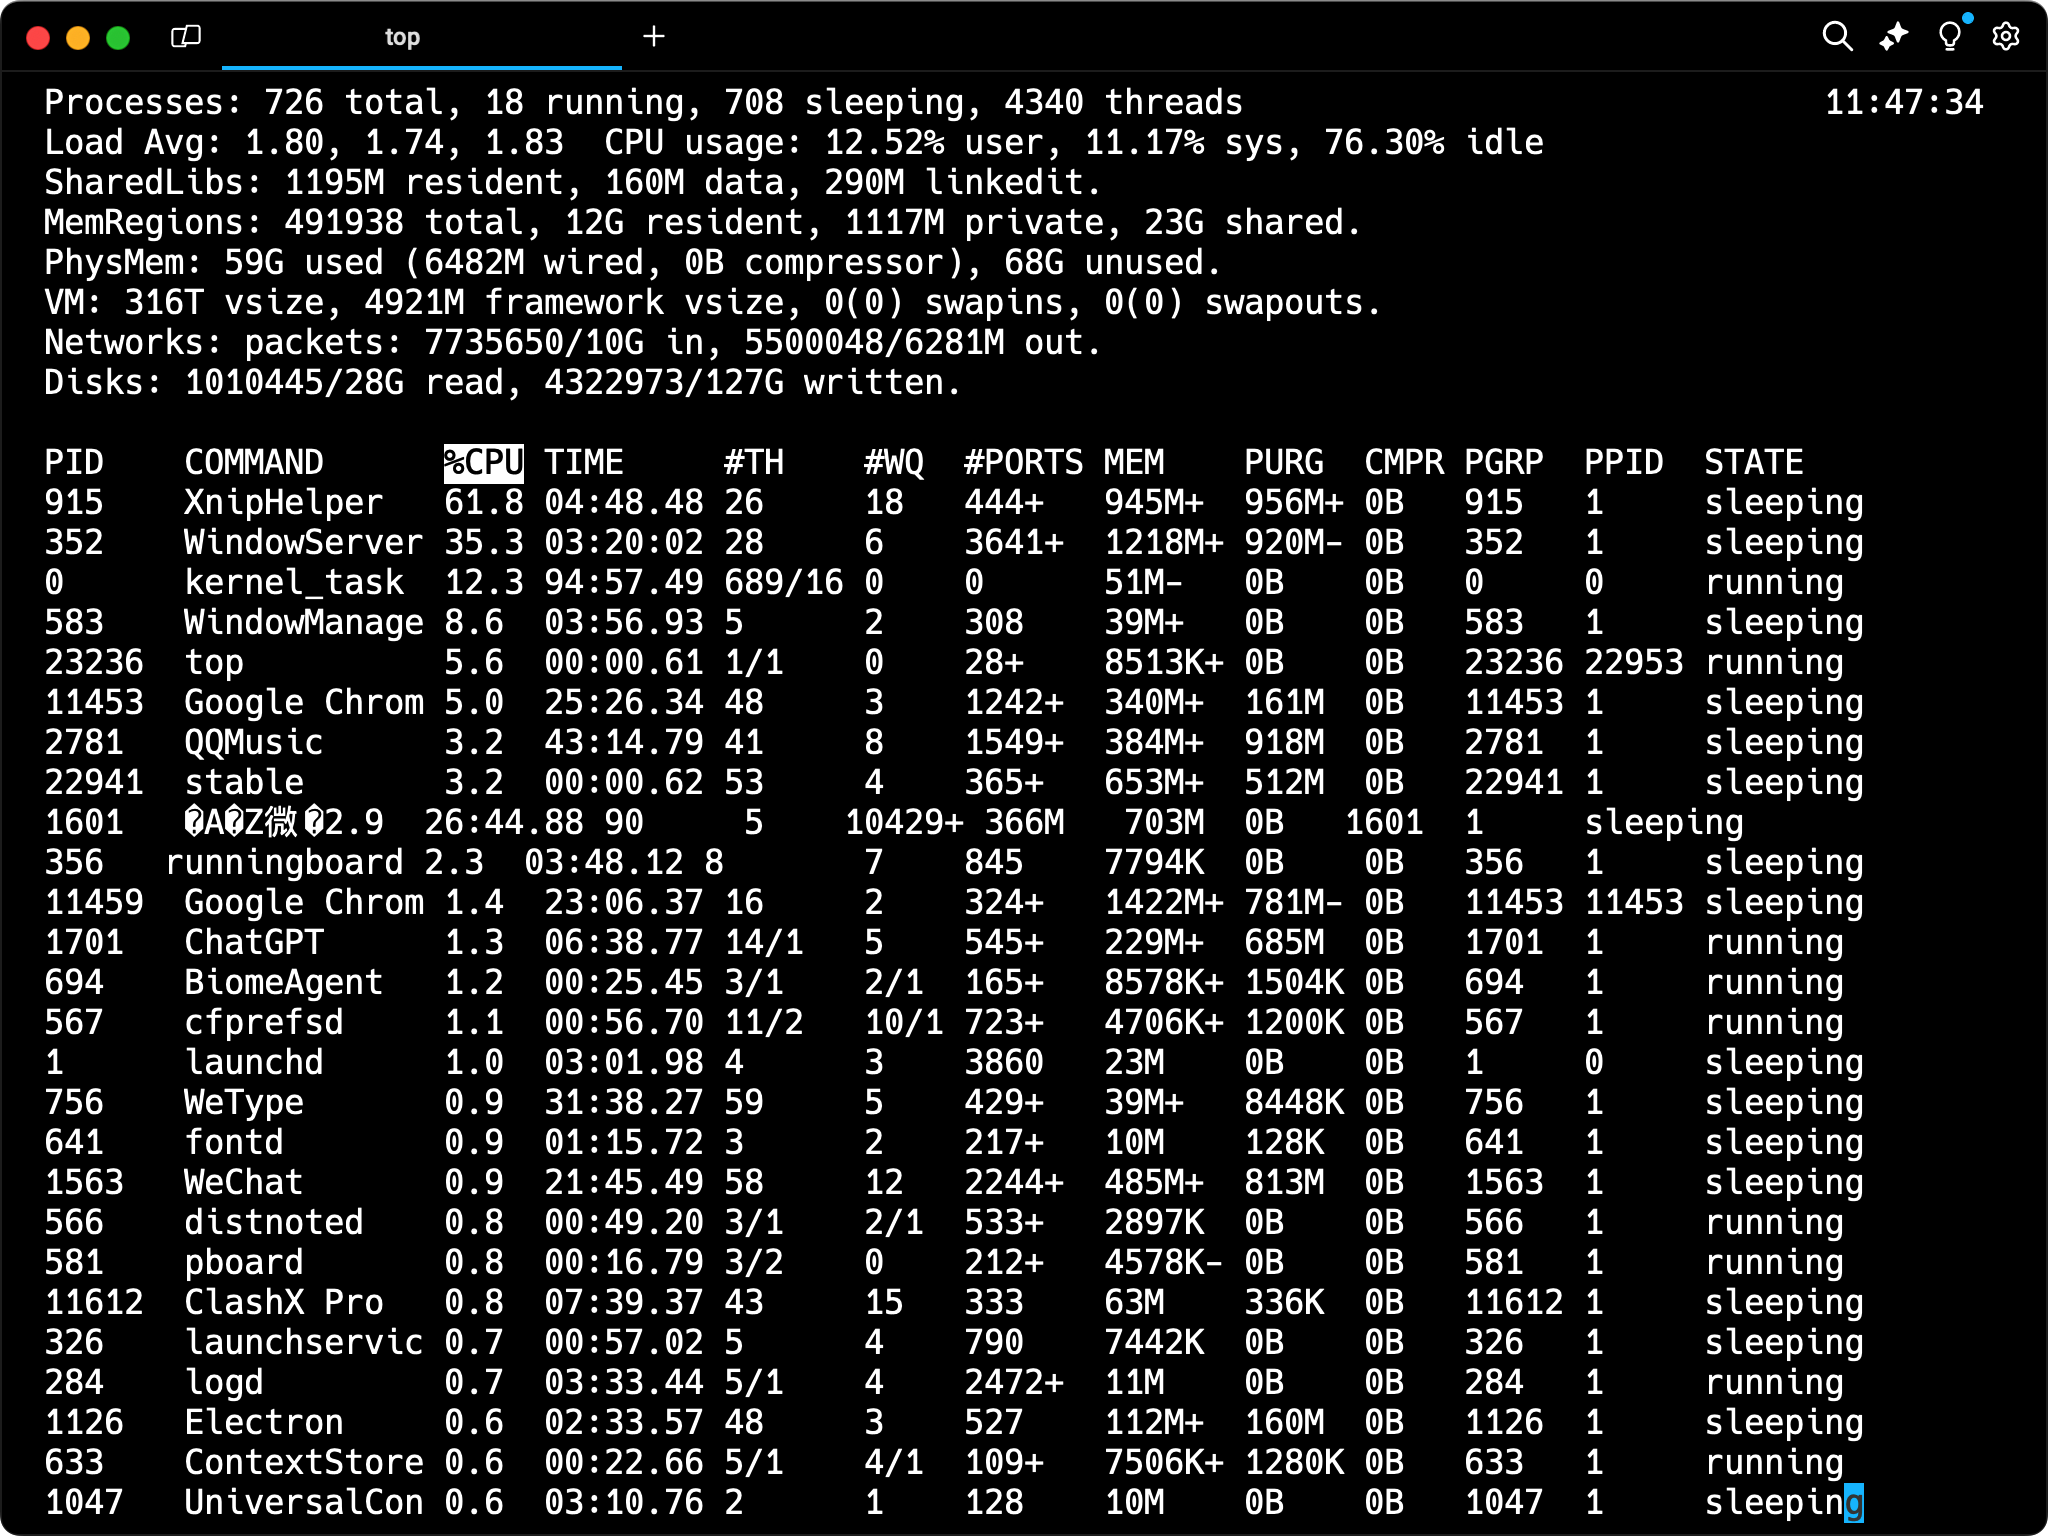 top
Processes: 726 total, 18 running, 708 sleeping, 4340 threads 11:47:34
Load Avg: 1.80, 1.74, 1.83  CPU usage: 12.52% user, 11.17% sys, 76.30% idle
SharedLibs: 1195M resident, 160M data, 290M linkedit.
MemRegions: 491938 total, 12G resident, 1117M private, 23G shared.
PhysMem: 59G used (6482M wired, 0B compressor), 68G unused.
VM: 316T vsize, 4921M framework vsize, 0(0) swapins, 0(0) swapouts.
Networks: packets: 7735650/10G in, 5500048/6281M out.
Disks: 1010445/28G read, 4322973/127G written.
PID COMMAND %CPU TIME #TH #WQ #PORTS MEM PURG CMPR PGRP PPID STATE
915 XnipHelper 61.8 04:48.48 26 18 444+ 945M+ 956M+ 0B 915 1 sleeping
352 WindowServer 35.3 03:20:02 28 6 3641+ 1218M+ 920M- 0B 352 1 sleeping
0 kernel_task 12.3 94:57.49 689/16 0 0 51M- 0B 0B 0 0 running
583 WindowManage 8.6 03:56.93 5 2 308 39M+ 0B 0B 583 1 sleeping
23236 top 5.6 00:00.61 1/1 0 28+ 8513K+ 0B 0B 23236 22953 running
11453 Google Chrom 5.0 25:26.34 48 3 1242+ 340M+ 161M 0B 11453 1 sleeping
2781 QQMusic 3.2 43:14.79 41 8 1549+ 384M+ 918M 0B 2781 1 sleeping
22941 stable 3.2 00:00.62 53 4 365+ 653M+ 512M 0B 22941 1 sleeping
1601 �A�Z微�2.9 26:44.88 90 5 10429+ 366M 703M 0B 1601 1 sleeping
356 runningboard 2.3 03:48.12 8 7 845 7794K 0B 0B 356 1 sleeping
11459 Google Chrom 1.4 23:06.37 16 2 324+ 1422M+ 781M- 0B 11453 11453 sleeping
1701 ChatGPT 1.3 06:38.77 14/1 5 545+ 229M+ 685M 0B 1701 1 running
694 BiomeAgent 1.2 00:25.45 3/1 2/1 165+ 8578K+ 1504K 0B 694 1 running
567 cfprefsd 1.1 00:56.70 11/2 10/1 723+ 4706K+ 1200K 0B 567 1 running
1 launchd 1.0 03:01.98 4 3 3860 23M 0B 0B 1 0 sleeping
756 WeType 0.9 31:38.27 59 5 429+ 39M+ 8448K 0B 756 1 sleeping
641 fontd 0.9 01:15.72 3 2 217+ 10M 128K 0B 641 1 sleeping
1563 WeChat 0.9 21:45.49 58 12 2244+ 485M+ 813M 0B 1563 1 sleeping
566 distnoted 0.8 00:49.20 3/1 2/1 533+ 2897K 0B 0B 566 1 running
581 pboard 0.8 00:16.79 3/2 0 212+ 4578K- 0B 0B 581 1 running
11612 ClashX Pro 0.8 07:39.37 43 15 333 63M 336K 0B 11612 1 sleeping
326 launchservic 0.7 00:57.02 5 4 790 7442K 0B 0B 326 1 sleeping
284 logd 0.7 03:33.44 5/1 4 2472+ 11M 0B 0B 284 1 running
1126 Electron 0.6 02:33.57 48 3 527 112M+ 160M 0B 1126 1 sleeping
633 ContextStore 0.6 00:22.66 5/1 4/1 109+ 7506K+ 1280K 0B 633 1 running
1047 UniversalCon 0.6 03:10.76 2 1 128 10M 0B 0B 1047 1 sleeping